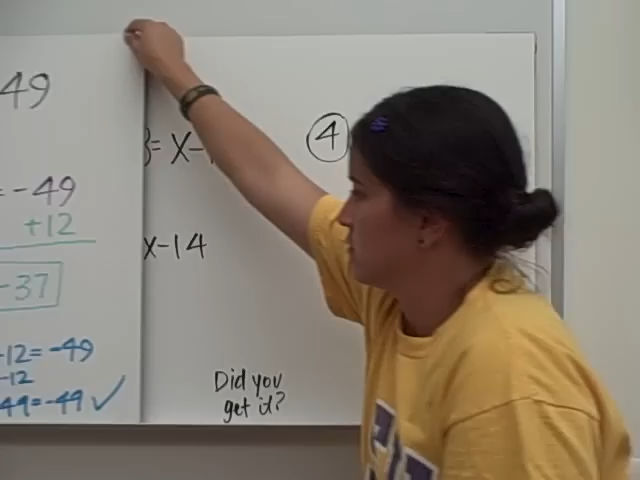 49
= -49
+12
-37
-12 = -49
-12
49 = -49 ✓
3 = x -
x - 14
4
Did you
get it?